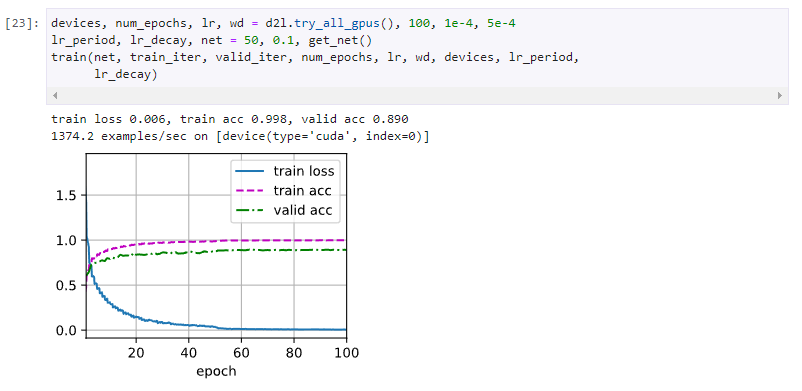 [23]: devices, num_epochs, lr, wd = d2l.try_all_gpus(), 100, 1e-4, 5e-4
lr_period, lr_decay, net = 50, 0.1, get_net()
train(net, train_iter, valid_iter, num_epochs, lr, wd, devices, lr_period,
lr_decay)
train loss 0.006, train acc 0.998, valid acc 0.890
1374.2 examples/sec on [device(type='cuda', index=0)]
train loss
train acc
valid acc
1.5
1.0
0.5
0.0
20 40 60 80 100
epoch